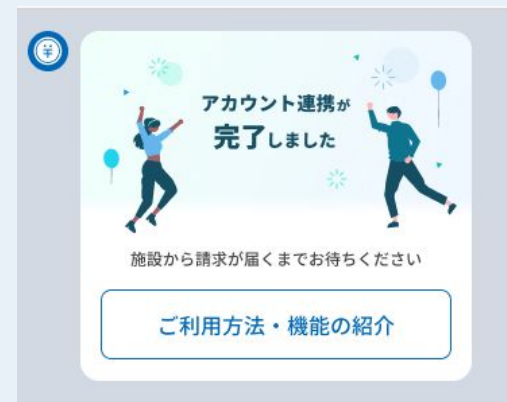 ¥
アカウント連携が
完了しました
施設から請求が届くまでお待ちください
ご利用方法・機能の紹介